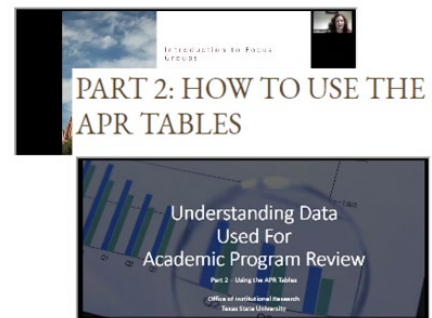 Introduction to Focus
Groups
PART 2: HOW TO USE THE
APR TABLES
Understanding Data
Used For
Academic Program Review
Part 2 – Using the APR Tables
Office of Institutional Research
Texas State University